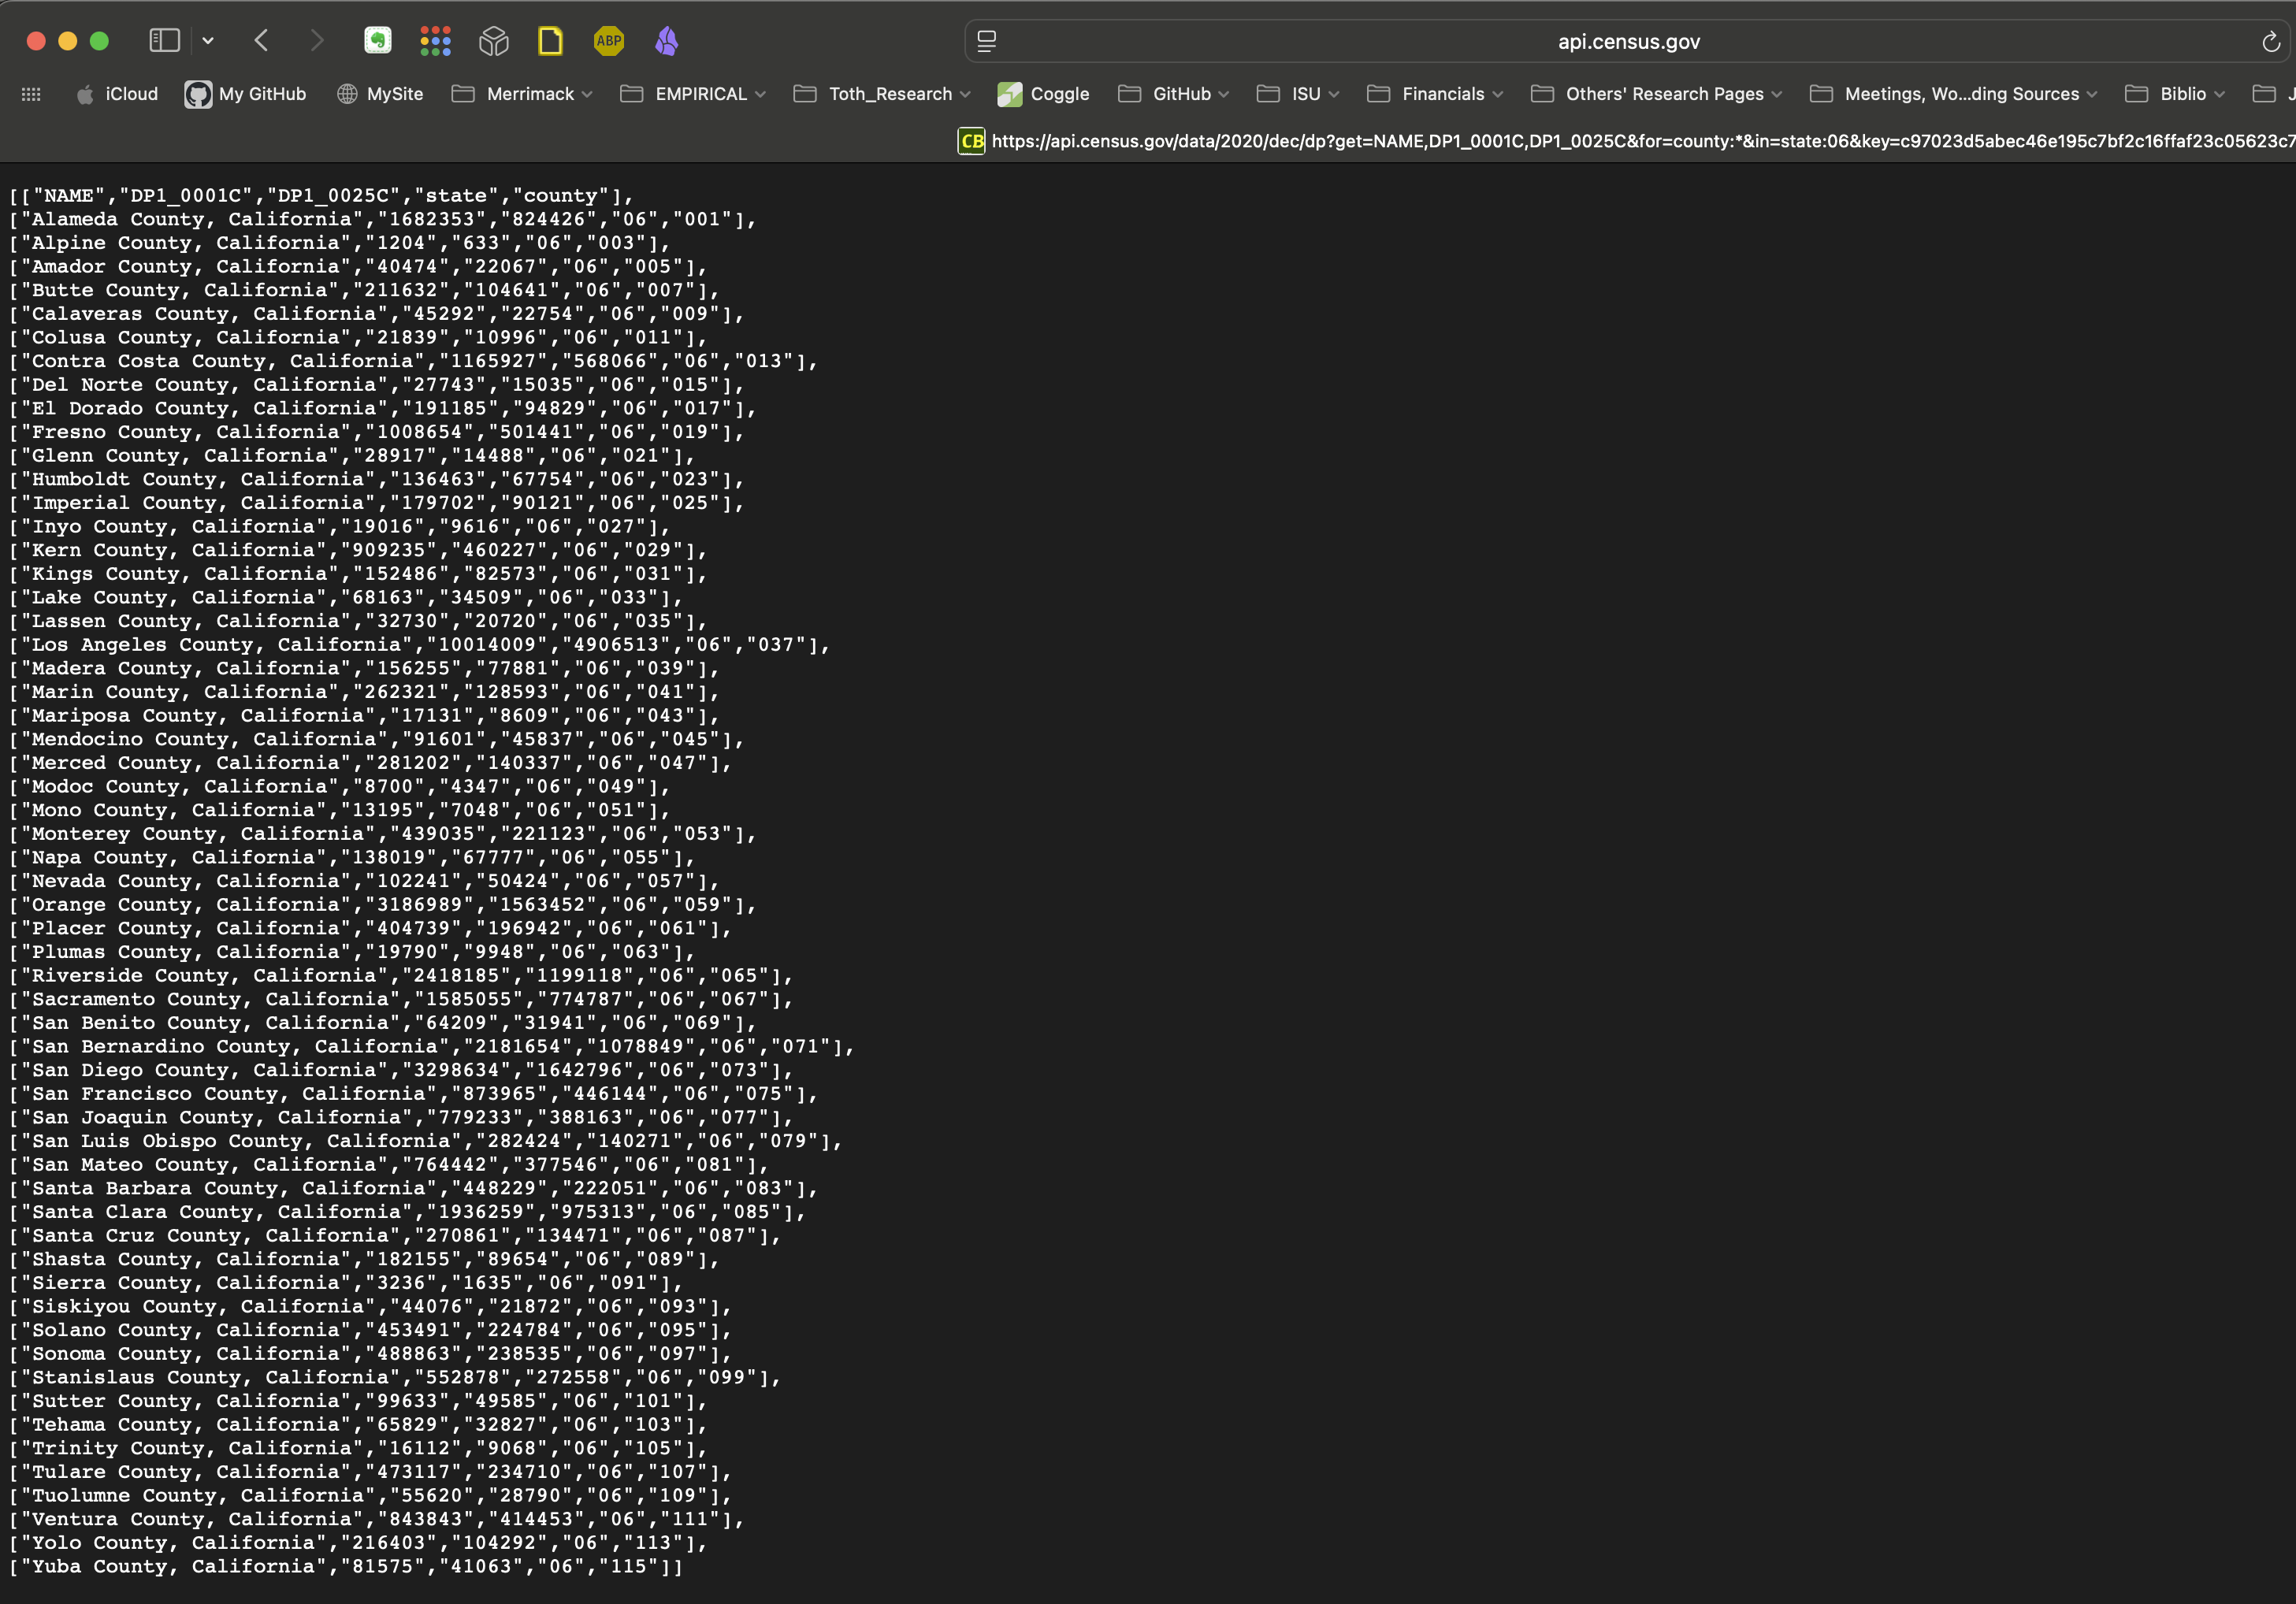 ABP
api.census.gov
iCloud My GitHub MySite Merrimack EMPIRICAL Toth_Research Coggle GitHub ISU Financials Others' Research Pages Meetings, Wo...ding Sources Biblio J
CB https://api.census.gov/data/2020/dec/dp?get=NAME,DP1_0001C,DP1_0025C&for=county:*&in=state:06&key=c97023d5abec46e195c7bf2c16ffaf23c05623c7
[["NAME","DP1_0001C","DP1_0025C","state","county"],
["Alameda County, California","1682353","824426","06","001"],
["Alpine County, California","1204","633","06","003"],
["Amador County, California","40474","22067","06","005"],
["Butte County, California","211632","104641","06","007"],
["Calaveras County, California","45292","22754","06","009"],
["Colusa County, California","21839","10996","06","011"],
["Contra Costa County, California","1165927","568066","06","013"],
["Del Norte County, California","27743","15035","06","015"],
["El Dorado County, California","191185","94829","06","017"],
["Fresno County, California","1008654","501441","06","019"],
["Glenn County, California","28917","14488","06","021"],
["Humboldt County, California","136463","67754","06","023"],
["Imperial County, California","179702","90121","06","025"],
["Inyo County, California","19016","9616","06","027"],
["Kern County, California","909235","460227","06","029"],
["Kings County, California","152486","82573","06","031"],
["Lake County, California","68163","34509","06","033"],
["Lassen County, California","32730","20720","06","035"],
["Los Angeles County, California","10014009","4906513","06","037"],
["Madera County, California","156255","77881","06","039"],
["Marin County, California","262321","128593","06","041"],
["Mariposa County, California","17131","8609","06","043"],
["Mendocino County, California","91601","45837","06","045"],
["Merced County, California","281202","140337","06","047"],
["Modoc County, California","8700","4347","06","049"],
["Mono County, California","13195","7048","06","051"],
["Monterey County, California","439035","221123","06","053"],
["Napa County, California","138019","67777","06","055"],
["Nevada County, California","102241","50424","06","057"],
["Orange County, California","3186989","1563452","06","059"],
["Placer County, California","404739","196942","06","061"],
["Plumas County, California","19790","9948","06","063"],
["Riverside County, California","2418185","1199118","06","065"],
["Sacramento County, California","1585055","774787","06","067"],
["San Benito County, California","64209","31941","06","069"],
["San Bernardino County, California","2181654","1078849","06","071"],
["San Diego County, California","3298634","1642796","06","073"],
["San Francisco County, California","873965","446144","06","075"],
["San Joaquin County, California","779233","388163","06","077"],
["San Luis Obispo County, California","282424","140271","06","079"],
["San Mateo County, California","764442","377546","06","081"],
["Santa Barbara County, California","448229","222051","06","083"],
["Santa Clara County, California","1936259","975313","06","085"],
["Santa Cruz County, California","270861","134471","06","087"],
["Shasta County, California","182155","89654","06","089"],
["Sierra County, California","3236","1635","06","091"],
["Siskiyou County, California","44076","21872","06","093"],
["Solano County, California","453491","224784","06","095"],
["Sonoma County, California","488863","238535","06","097"],
["Stanislaus County, California","552878","272558","06","099"],
["Sutter County, California","99633","49585","06","101"],
["Tehama County, California","65829","32827","06","103"],
["Trinity County, California","16112","9068","06","105"],
["Tulare County, California","473117","234710","06","107"],
["Tuolumne County, California","55620","28790","06","109"],
["Ventura County, California","843843","414453","06","111"],
["Yolo County, California","216403","104292","06","113"],
["Yuba County, California","81575","41063","06","115"]]